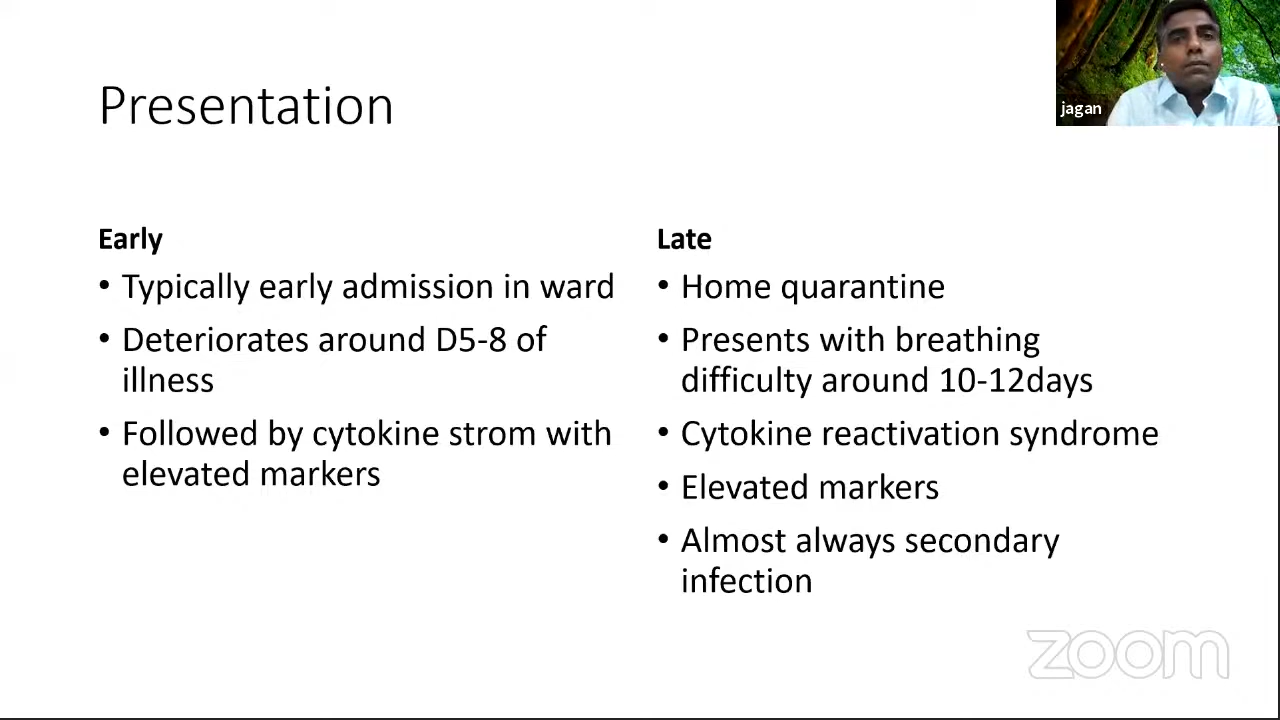 Presentation
jagan
Early
• Typically early admission in ward
• Deteriorates around D5-8 of
illness
• Followed by cytokine strom with
elevated markers
Late
• Home quarantine
• Presents with breathing
difficulty around 10-12days
• Cytokine reactivation syndrome
• Elevated markers
• Almost always secondary
infection
zoom